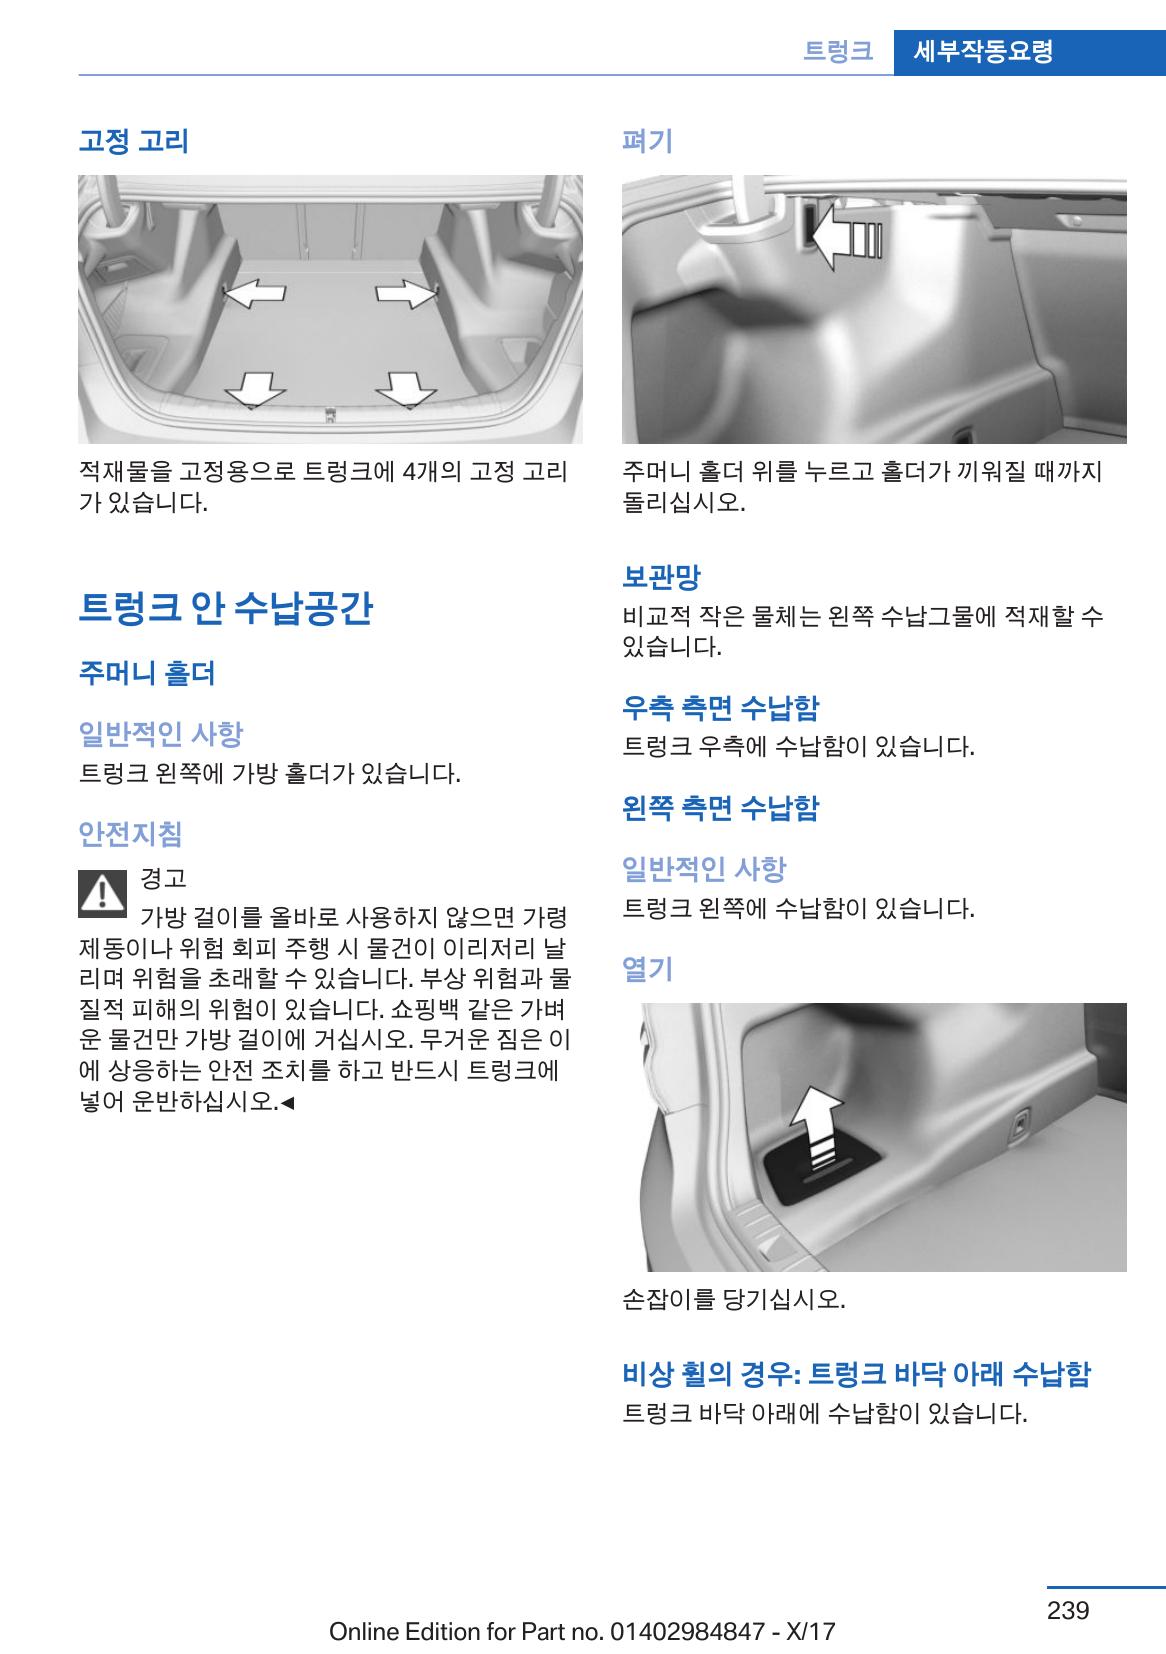 트렁크 세부작동요령
고정 고리
적재물을 고정용으로 트렁크에 4개의 고정 고리
가 있습니다.
트렁크 안 수납공간
주머니 홀더
일반적인 사항
트렁크 왼쪽에 가방 홀더가 있습니다.
안전지침
경고
가방 걸이를 올바로 사용하지 않으면 가령
제동이나 위험 회피 주행 시 물건이 이리저리 날
리며 위험을 초래할 수 있습니다. 부상 위험과 물
질적 피해의 위험이 있습니다. 쇼핑백 같은 가벼
운 물건만 가방 걸이에 거십시오. 무거운 짐은 이
에 상응하는 안전 조치를 하고 반드시 트렁크에
넣어 운반하십시오.◄
펴기
주머니 홀더 위를 누르고 홀더가 끼워질 때까지
돌리십시오.
보관망
비교적 작은 물체는 왼쪽 수납그물에 적재할 수
있습니다.
우측 측면 수납함
트렁크 우측에 수납함이 있습니다.
왼쪽 측면 수납함
일반적인 사항
트렁크 왼쪽에 수납함이 있습니다.
열기
손잡이를 당기십시오.
비상 휠의 경우: 트렁크 바닥 아래 수납함
트렁크 바닥 아래에 수납함이 있습니다.
239
Online Edition for Part no. 01402984847 - X/17